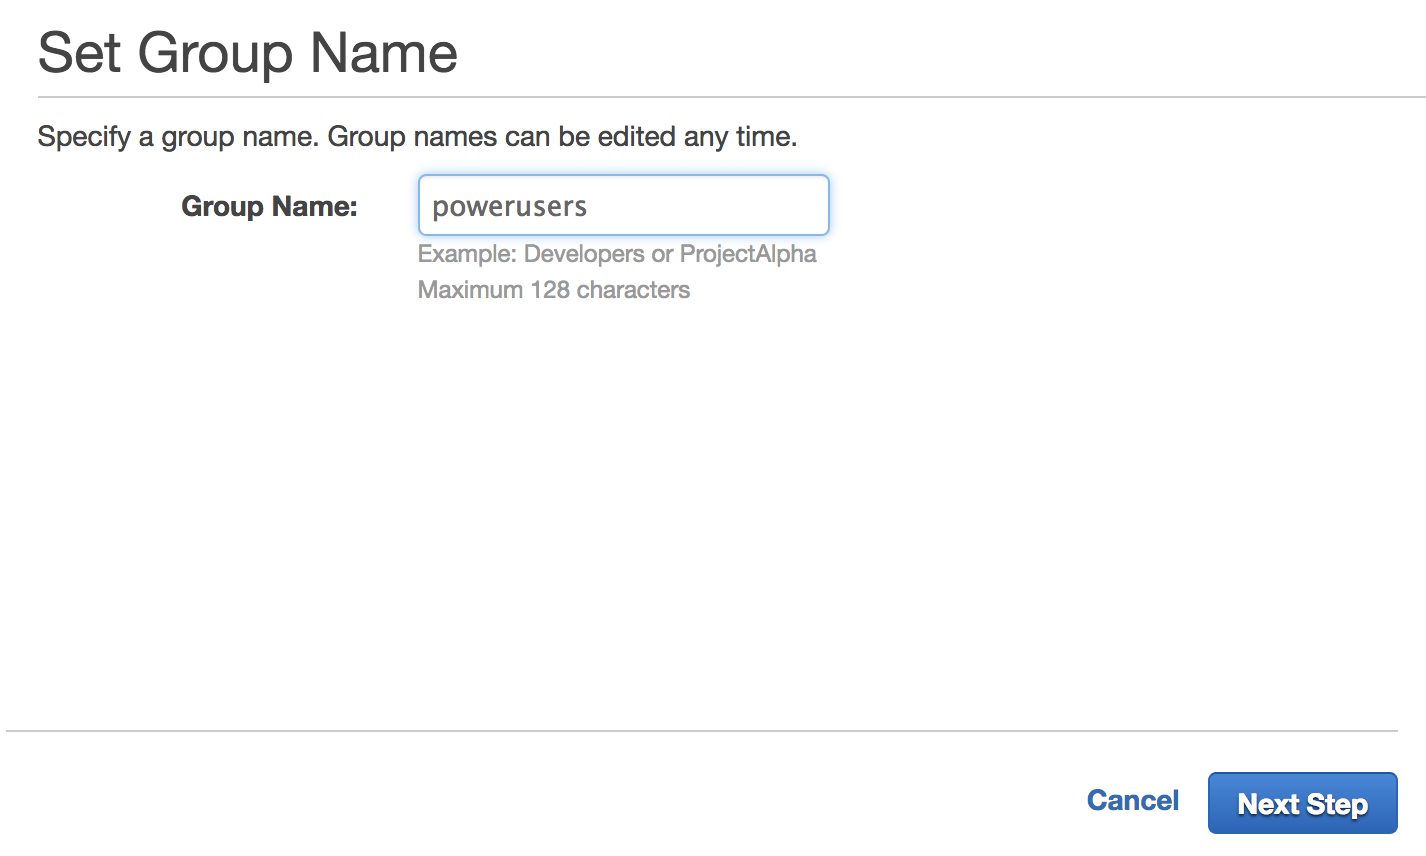 Set Group Name
Specify a group name. Group names can be edited any time.
Group Name: powerusers
Example: Developers or ProjectAlpha
Maximum 128 characters
Cancel Next Step